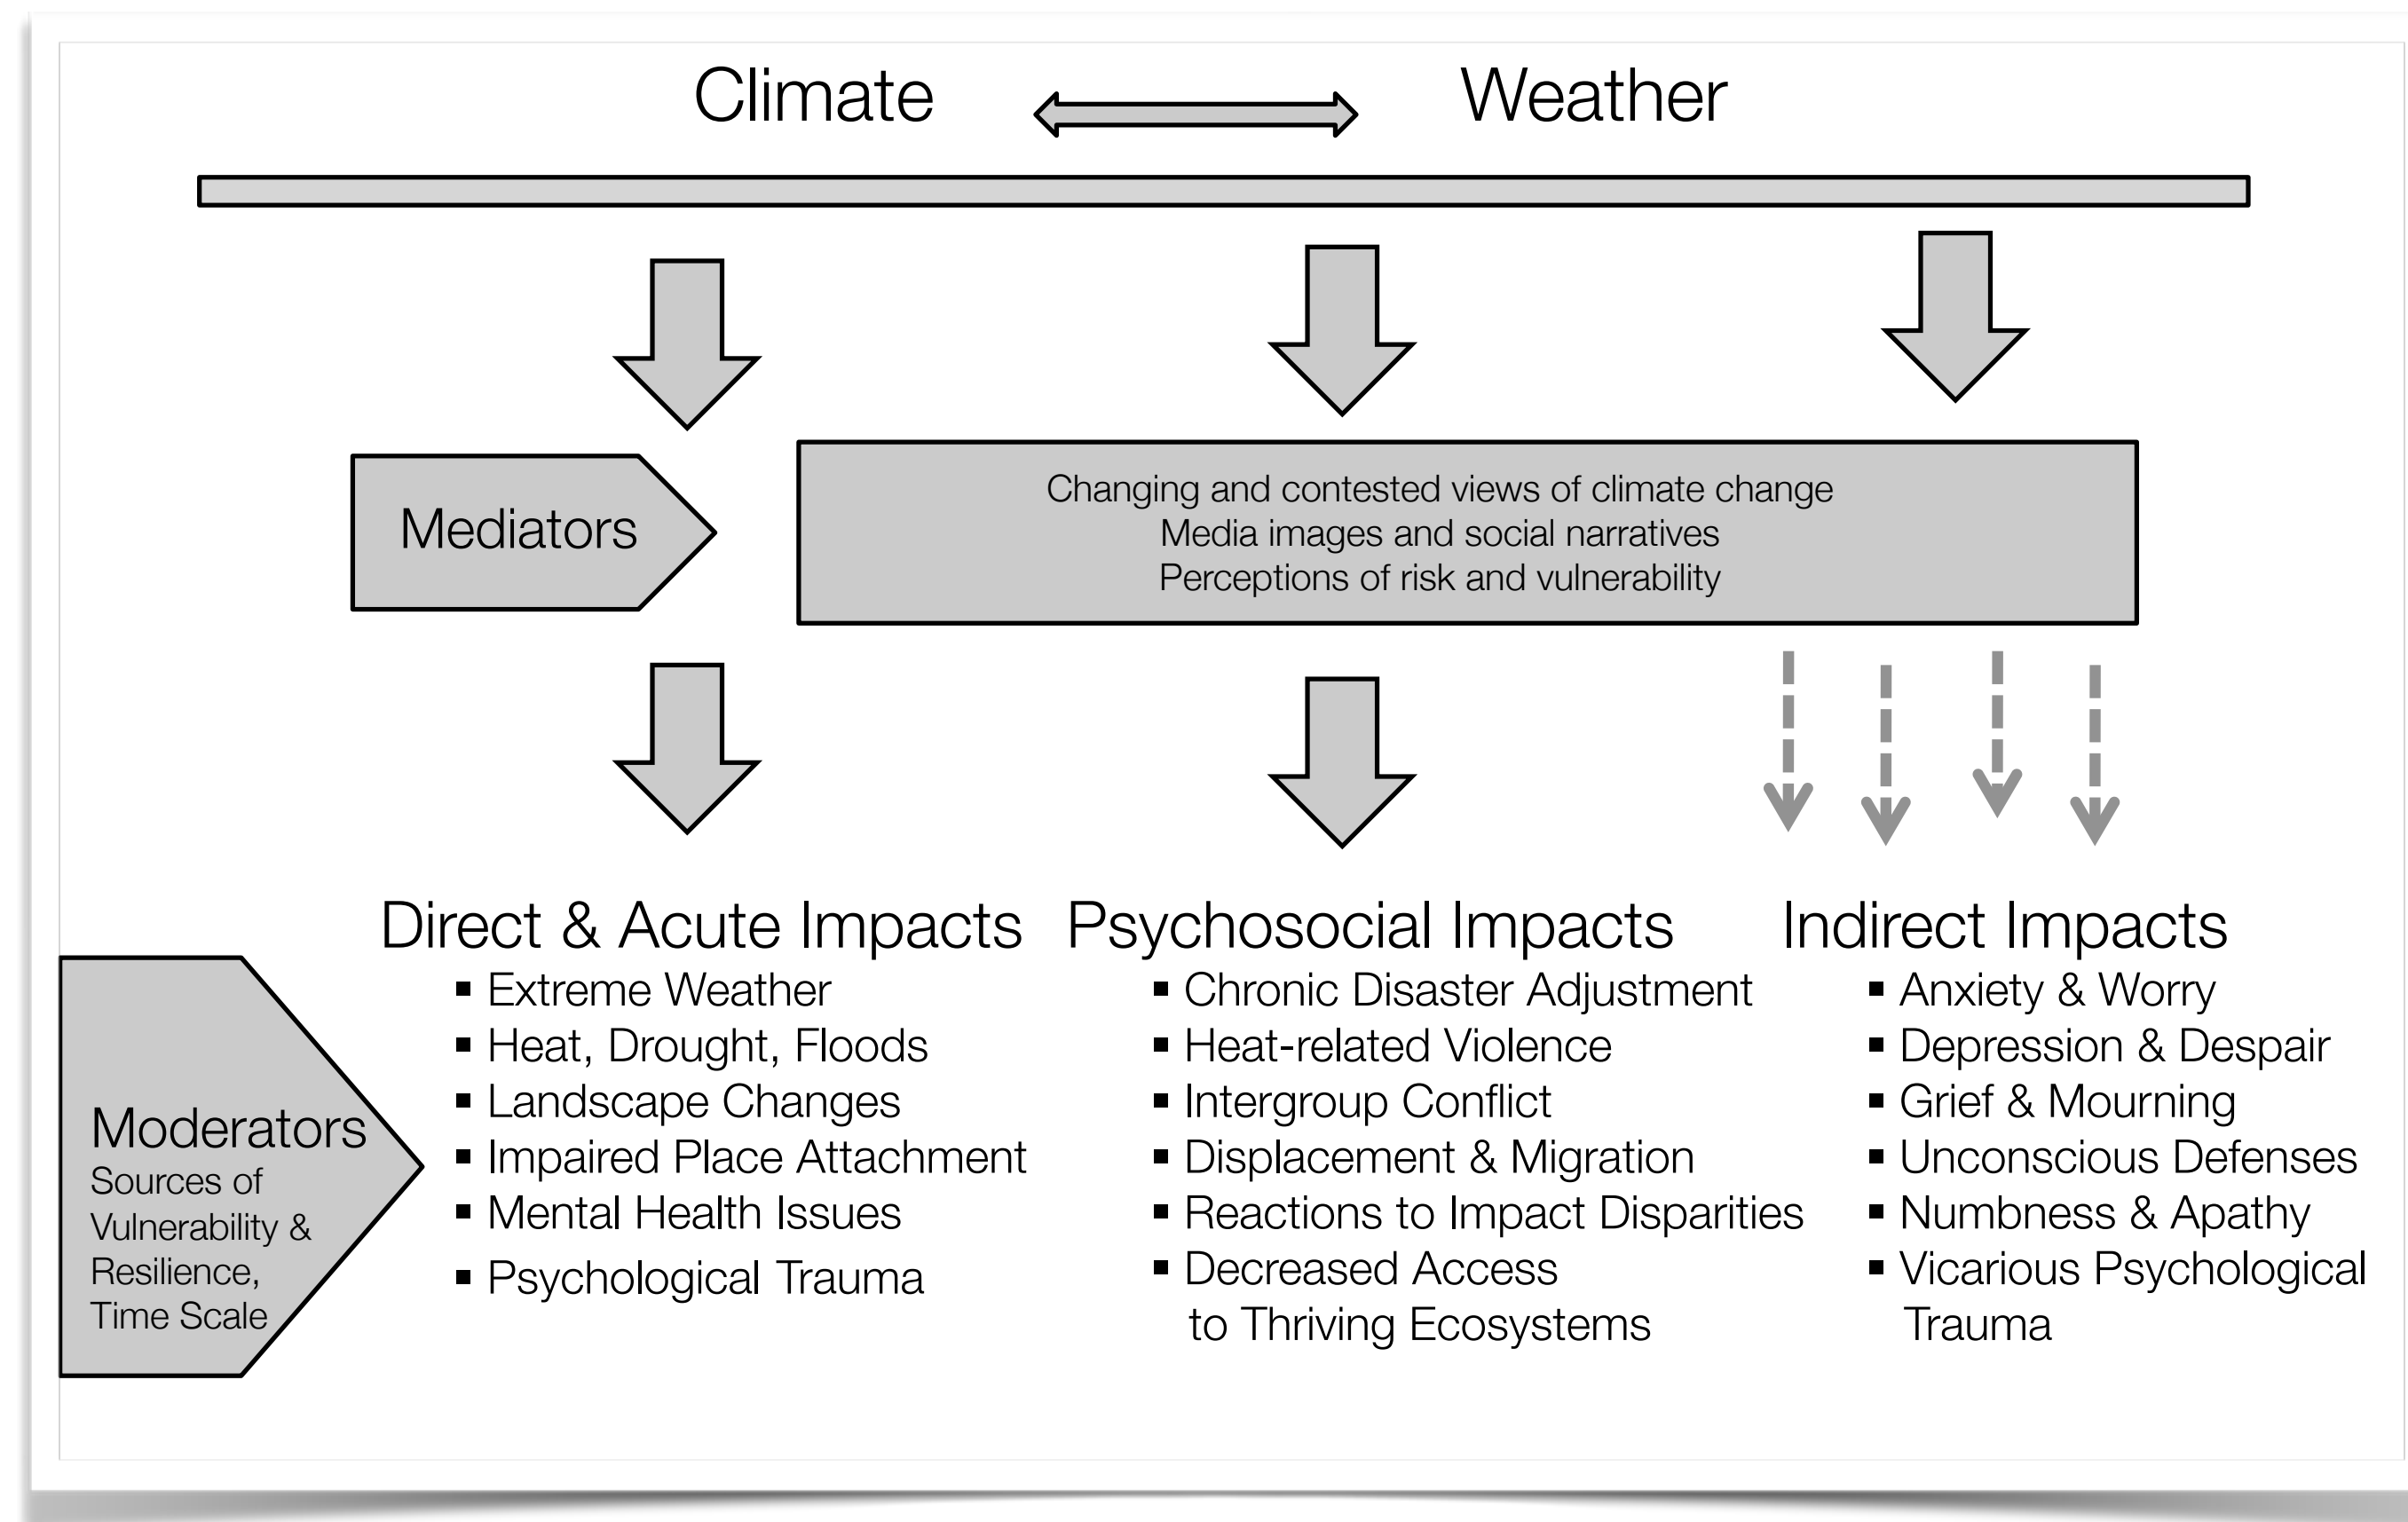 Climate
Weather
Mediators
Changing and contested views of climate change
Media images and social narratives
Perceptions of risk and vulnerability
Moderators
Sources of
Vulnerability &
Resilience,
Time Scale
Direct & Acute Impacts
▪ Extreme Weather
▪ Heat, Drought, Floods
▪ Landscape Changes
▪ Impaired Place Attachment
▪ Mental Health Issues
▪ Psychological Trauma
Psychosocial Impacts
▪ Chronic Disaster Adjustment
▪ Heat-related Violence
▪ Intergroup Conflict
▪ Displacement & Migration
▪ Reactions to Impact Disparities
▪ Decreased Access
to Thriving Ecosystems
Indirect Impacts
▪ Anxiety & Worry
▪ Depression & Despair
▪ Grief & Mourning
▪ Unconscious Defenses
▪ Numbness & Apathy
▪ Vicarious Psychological
Trauma